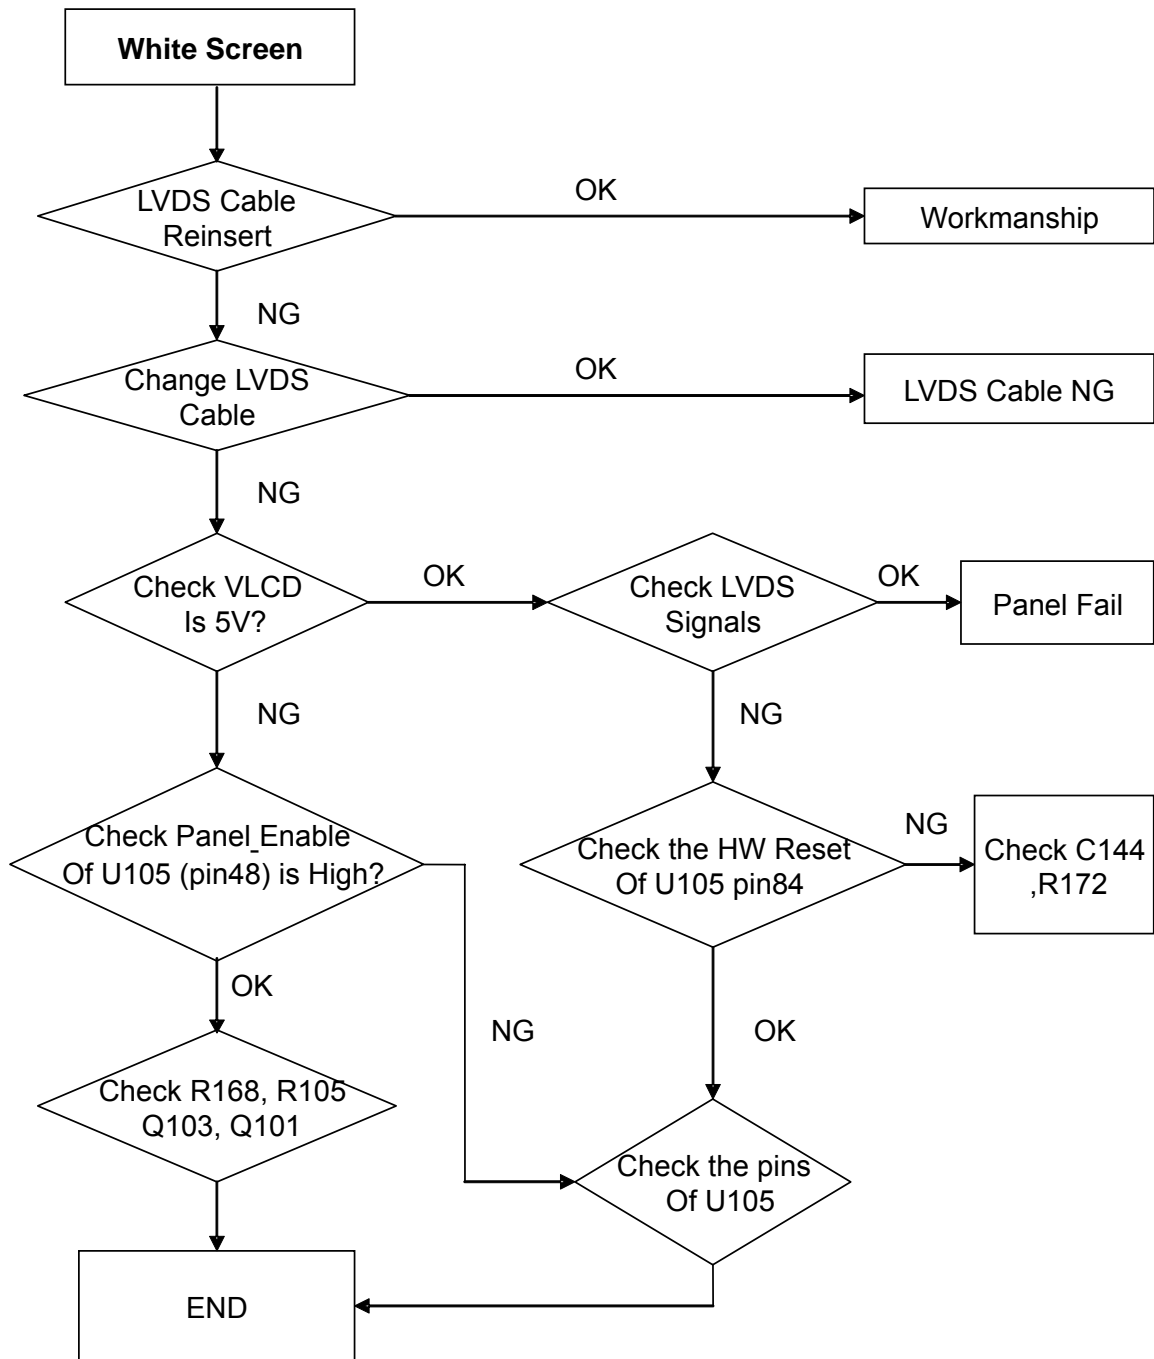 White Screen
LVDS Cable
Reinsert
OK
Workmanship
NG
Change LVDS
Cable
OK
LVDS Cable NG
NG
Check VLCD
Is 5V?
OK
Check LVDS
Signals
OK
Panel Fail
NG
NG
Check Panel_Enable
Of U105 (pin48) is High?
Check the HW Reset
Of U105 pin84
NG
Check C144
,R172
OK
NG
OK
Check R168, R105
Q103, Q101
Check the pins
Of U105
END